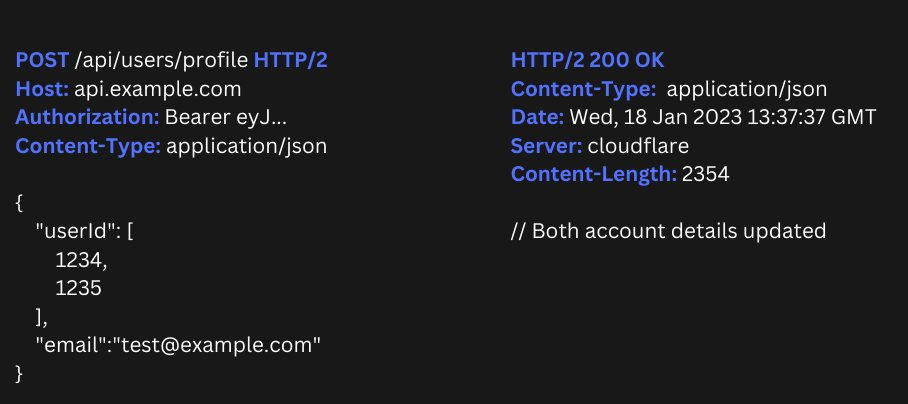 POST /api/users/profile HTTP/2
Host: api.example.com
Authorization: Bearer eyJ...
Content-Type: application/json
{
"userId": [
1234,
1235
],
"email":"test@example.com"
}
HTTP/2 200 OK
Content-Type: application/json
Date: Wed, 18 Jan 2023 13:37:37 GMT
Server: cloudflare
Content-Length: 2354
// Both account details updated